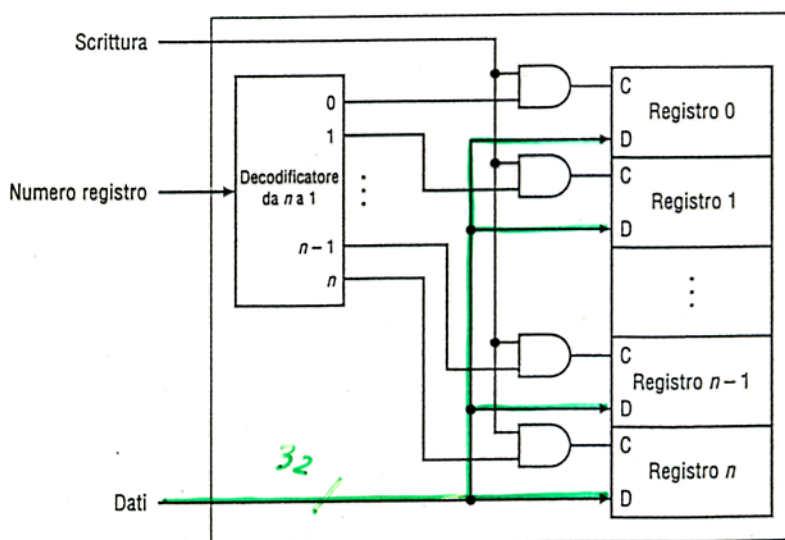 Scrittura
0
C
Registro 0
1
D
Decodificatore
da n a 1
⋮
C
Numero registro
Registro 1
D
n – 1
⋮
n
C
Registro n – 1
D
C
32
Registro n
Dati
D